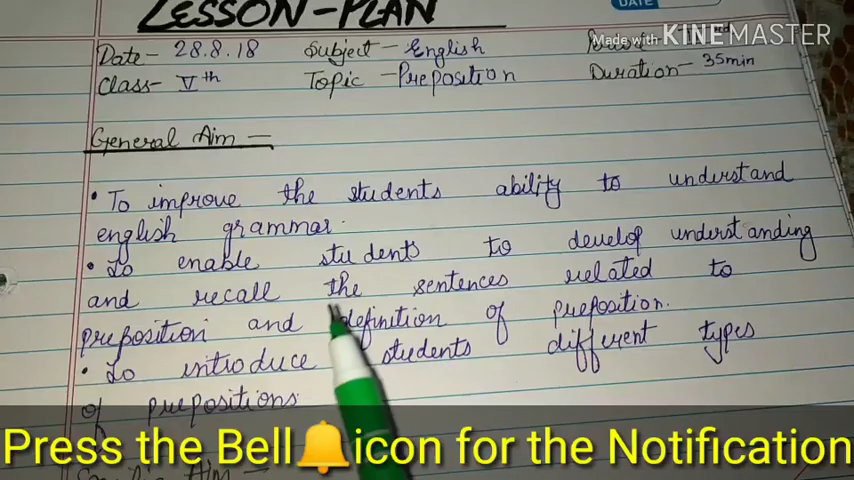 LESSON-PLAN
DATE
Made with KINEMASTER
Date- 28.8.18 Subject - English
Class- Vth Topic - Preposition Duration- 35min
General Aim -
• To improve the students ability to understand
english grammar.
• To enable students to develop understanding
and recall the sentences related to
preposition and definition of preposition.
• To introduce students different types
of prepositions.
Press the Bell icon for the Notification
Aim -